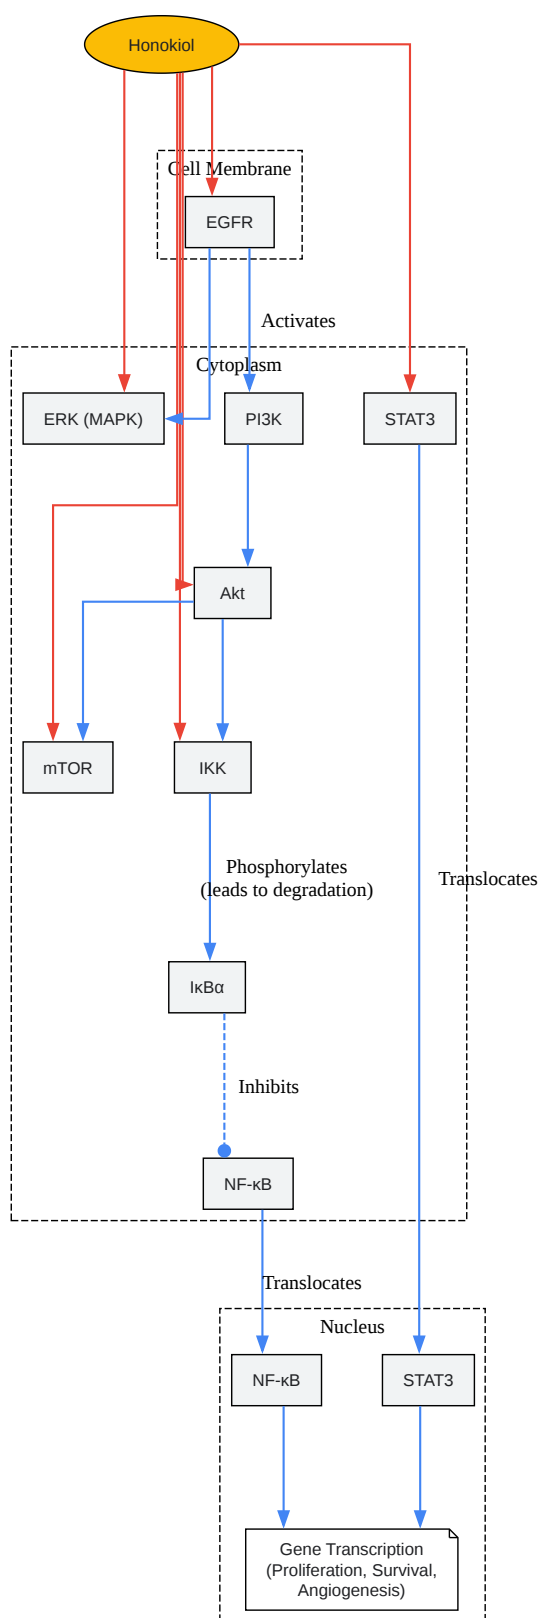 Honokiol
Cell Membrane
EGFR
Activates
Cytoplasm
ERK (MAPK)
PI3K
STAT3
Akt
mTOR
IKK
Phosphorylates
(leads to degradation)
Translocates
IκBα
Inhibits
NF-κB
Translocates
Nucleus
NF-κB
STAT3
Gene Transcription
(Proliferation, Survival,
Angiogenesis)